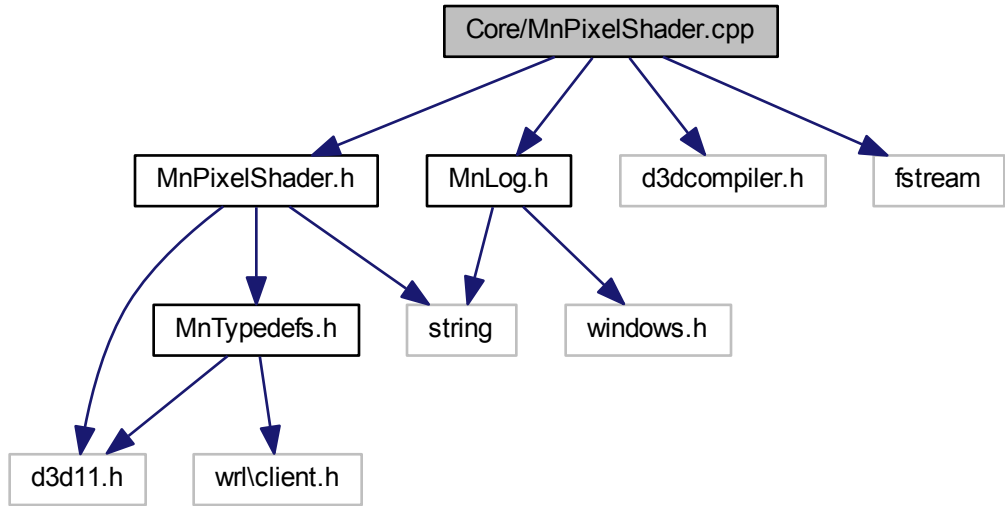 Core/MnPixelShader.cpp
MnPixelShader.h
MnLog.h
d3dcompiler.h
fstream
MnTypedefs.h
string
windows.h
d3d11.h
wrl\client.h